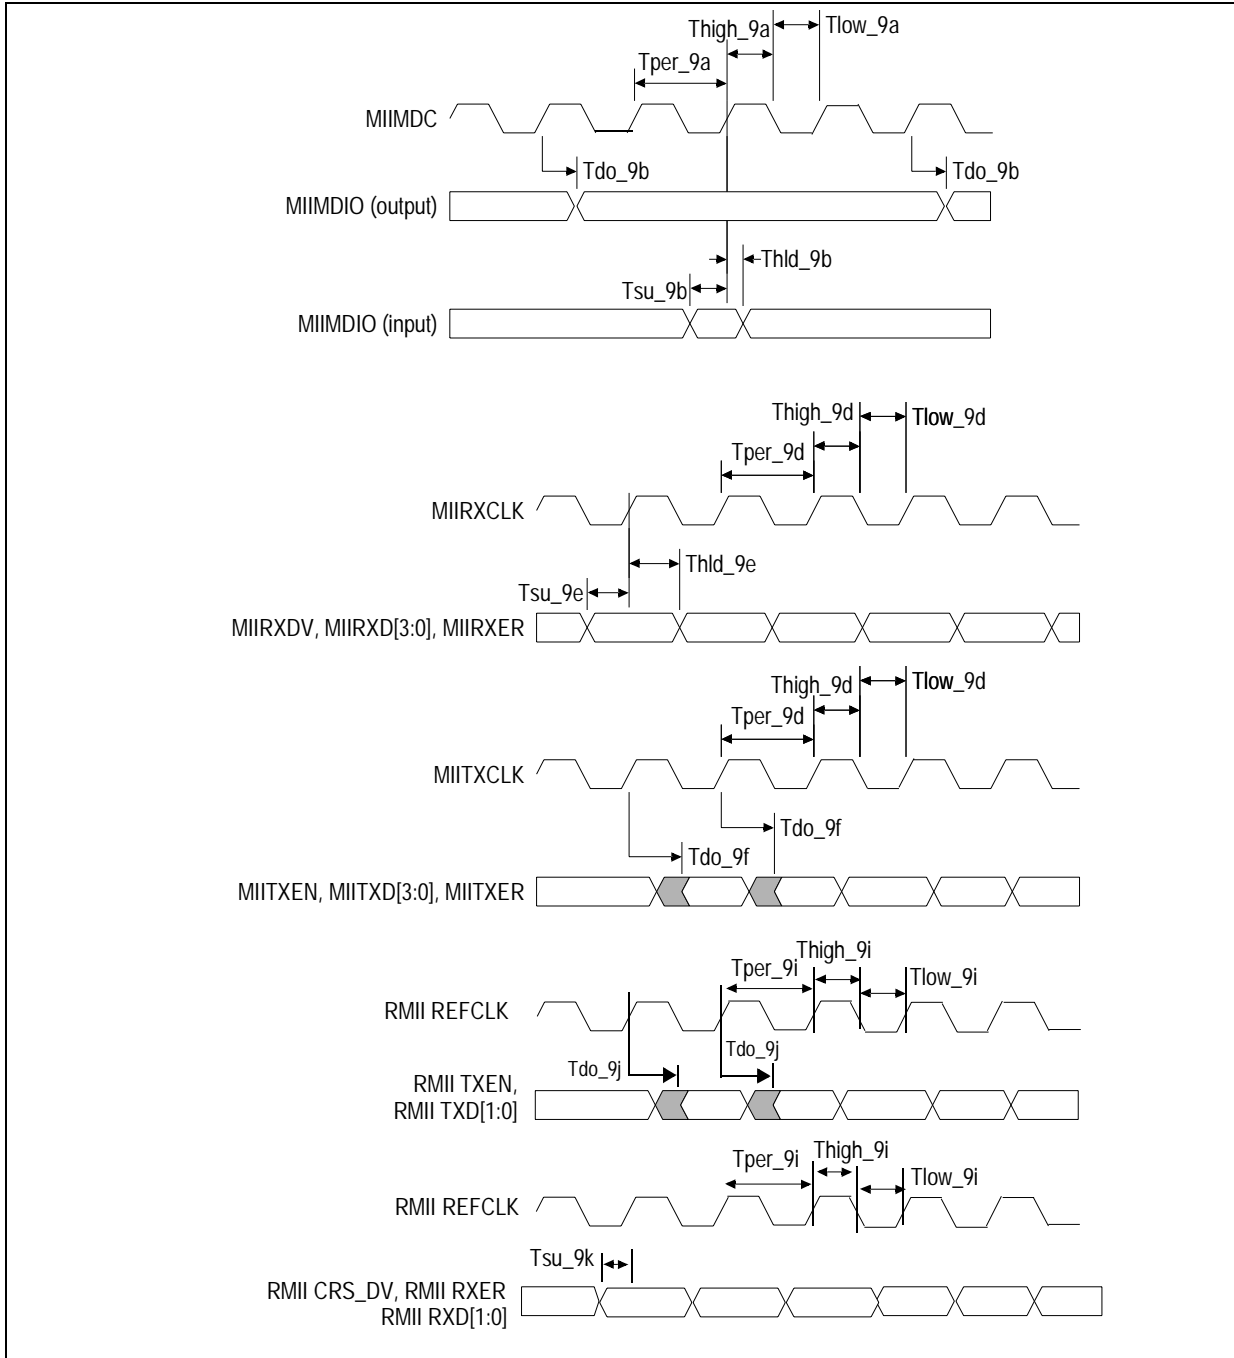 Thigh_9a
Tlow_9a
Tper_9a
MIIMDC
Tdo_9b
Tdo_9b
MIIMDIO (output)
Thld_9b
Tsu_9b
MIIMDIO (input)
Thigh_9d
Tlow_9d
Tper_9d
MIIRXCLK
Thld_9e
Tsu_9e
MIIRXDV, MIIRXD[3:0], MIIRXER
Thigh_9d
Tlow_9d
Tper_9d
MIITXCLK
Tdo_9f
Tdo_9f
MIITXEN, MIITXD[3:0], MIITXER
Thigh_9i
Tper_9i
Tlow_9i
RMII REFCLK
Tdo_9j
Tdo_9j
RMII TXEN,
RMII TXD[1:0]
Thigh_9i
Tper_9i
Tlow_9i
RMII REFCLK
Tsu_9k
RMII CRS_DV, RMII RXER
RMII RXD[1:0]